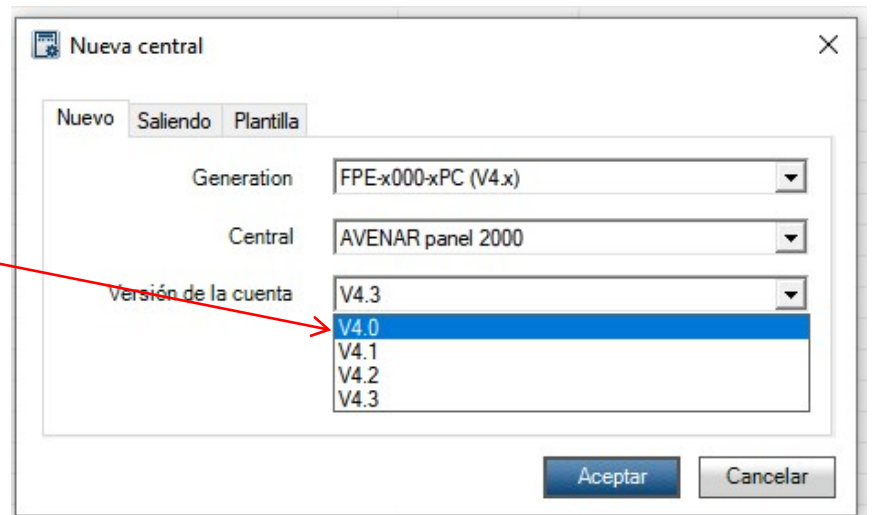 Nueva central
Nuevo Saliendo Plantilla
Generation FPE-x000-xPC (V4.x)
Central AVENAR panel 2000
Versión de la cuenta V4.3
V4.0
V4.1
V4.2
V4.3
Aceptar Cancelar